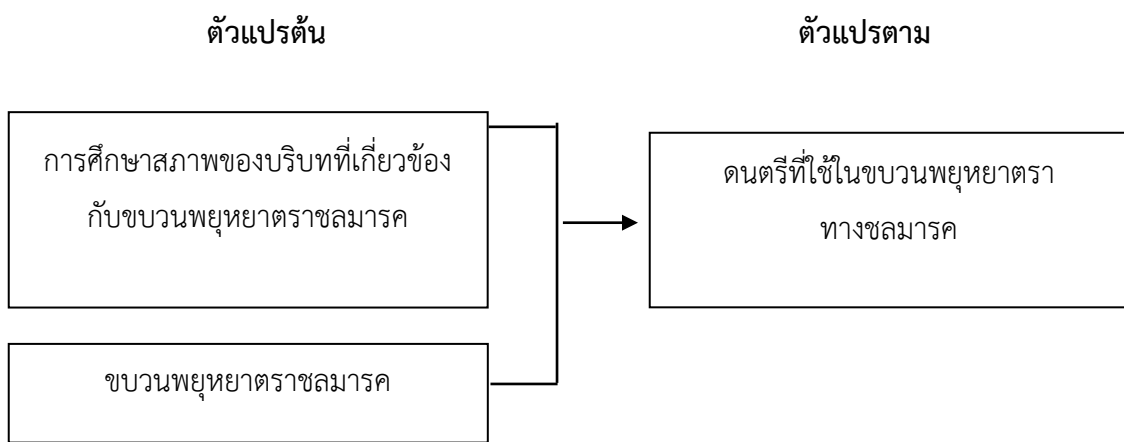 ตัวแปรต้น
ตัวแปรตาม
การศึกษาสภาพของบริบทที่เกี่ยวข้อง
กับขบวนพยุหยาตราชลมารค
ดนตรีที่ใช้ในขบวนพยุหยาตรา
ทางชลมารค
ขบวนพยุหยาตราชลมารค